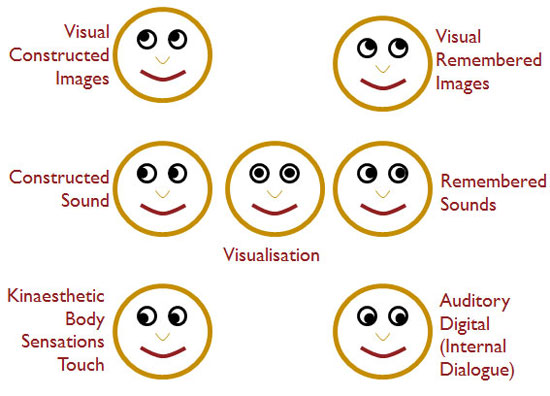 Visual
Constructed
Images
Visual
Remembered
Images
Constructed
Sound
Remembered
Sounds
Visualisation
Kinaesthetic
Body
Sensations
Touch
Auditory
Digital
(Internal
Dialogue)